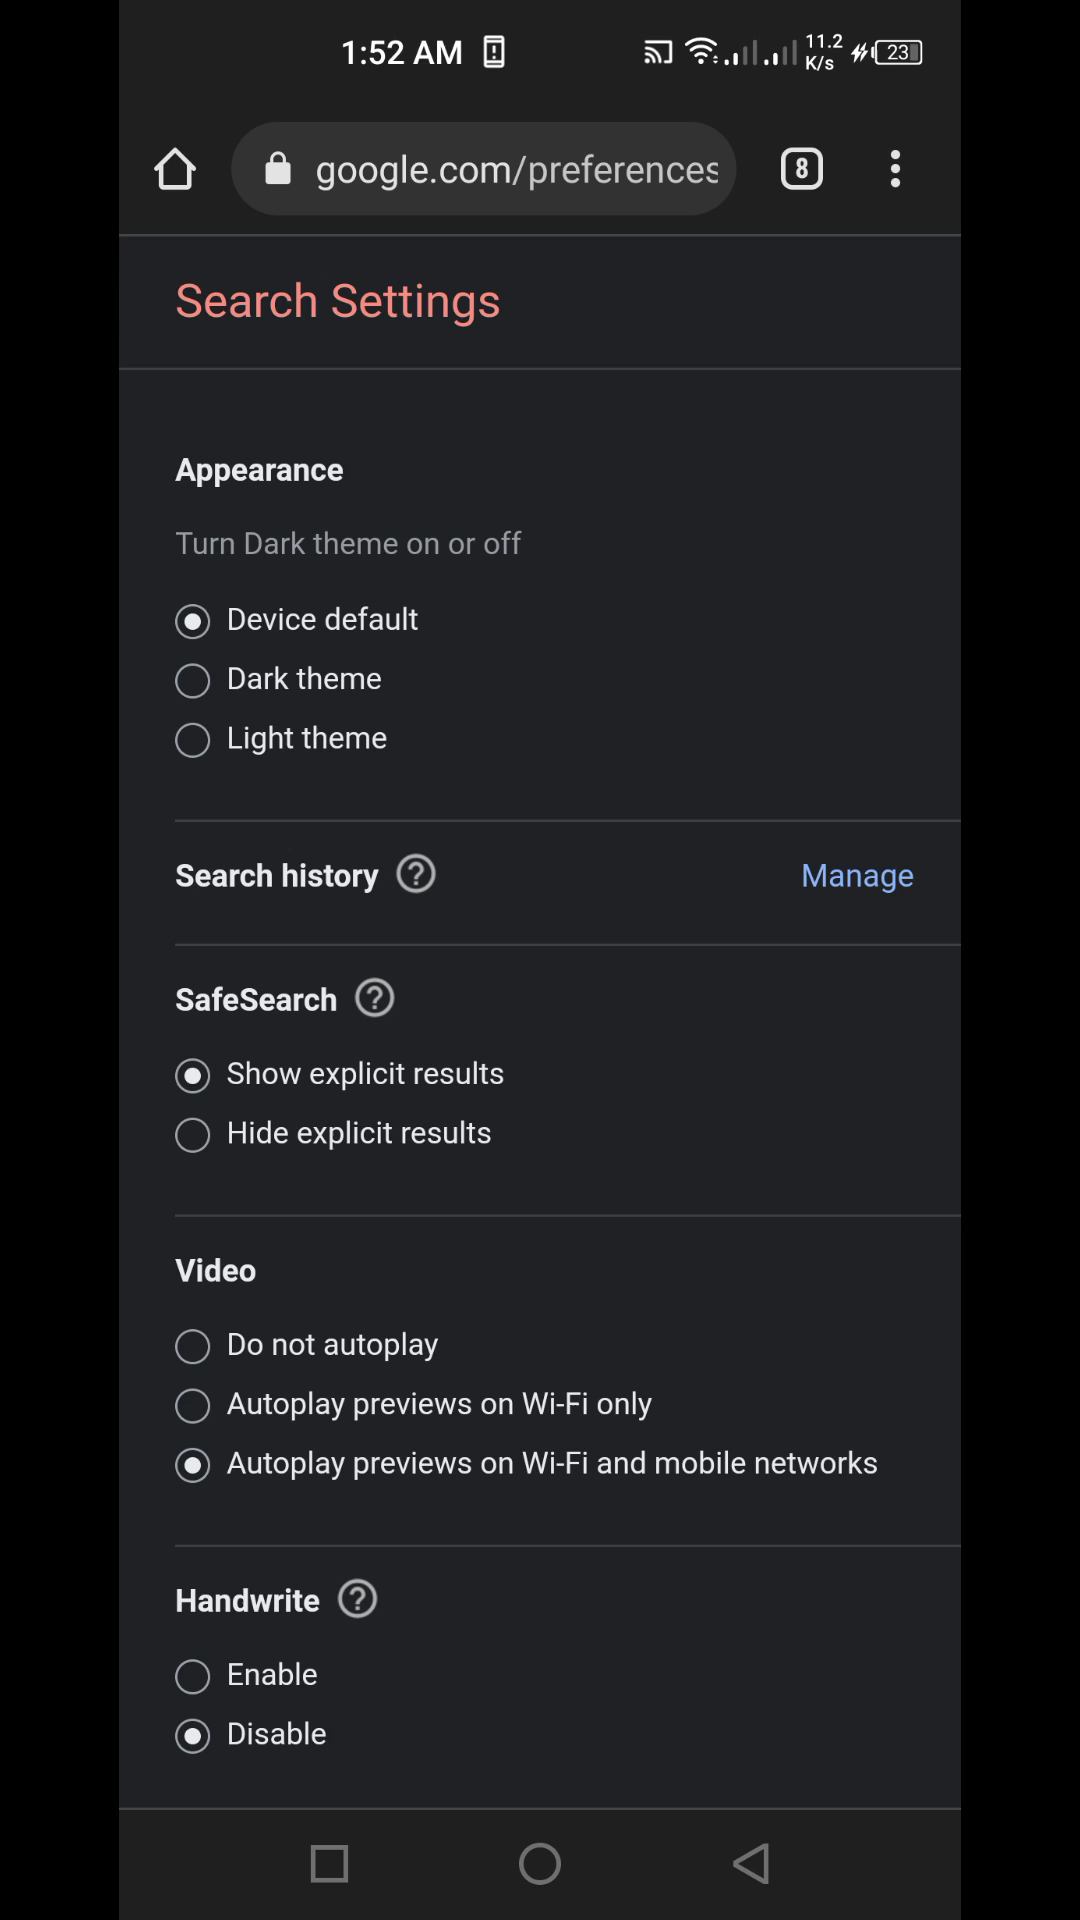 1:52 AM 11.2 K/s 23
google.com/preferences 8
Search Settings
Appearance
Turn Dark theme on or off
Device default
Dark theme
Light theme
Search history Manage
SafeSearch
Show explicit results
Hide explicit results
Video
Do not autoplay
Autoplay previews on Wi-Fi only
Autoplay previews on Wi-Fi and mobile networks
Handwrite
Enable
Disable